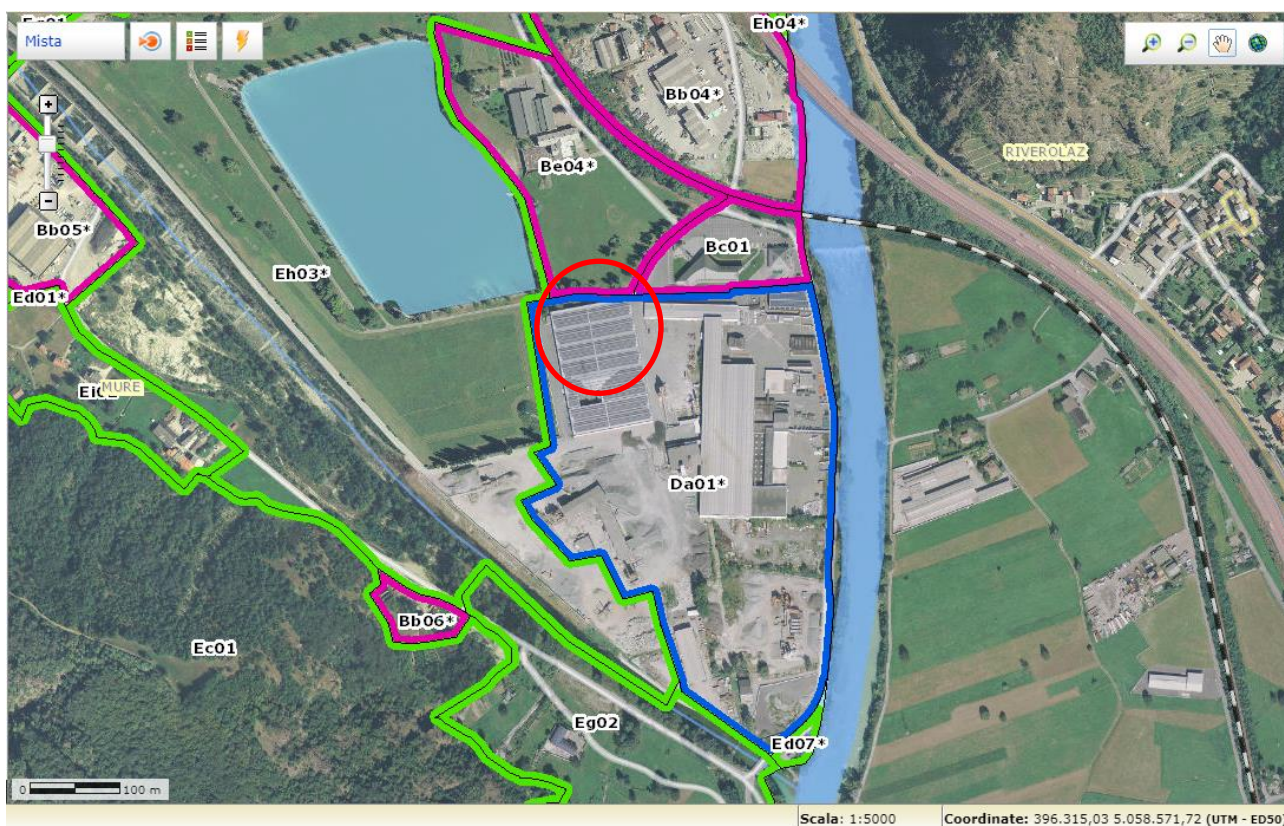 Mista
Eh04*
Bb04*
RIVEROLAZ
Be04*
Bb05*
Bc01
Eh03*
Ed01*
MURE
Da01*
Bb06*
Ec01
Eg02
Ed07*
0 100 m
Scala: 1:5000 Coordinate: 396.315,03 5.058.571,72 (UTM - ED50